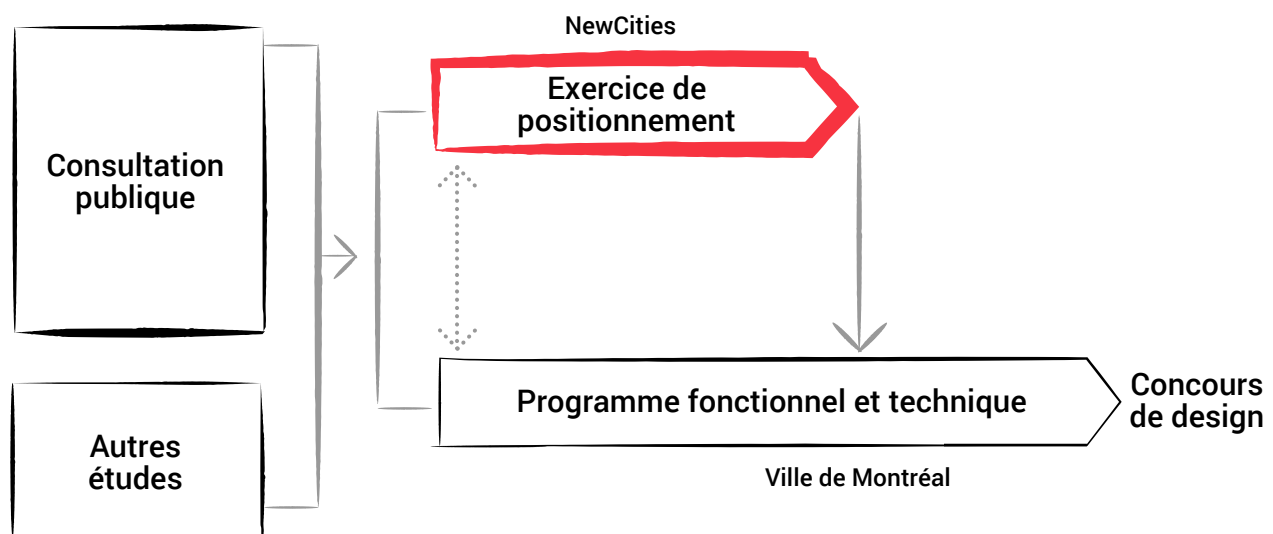 Consultation
publique
Autres
études
NewCities
Exercice de
positionnement
Programme fonctionnel et technique
Ville de Montréal
Concours
de design